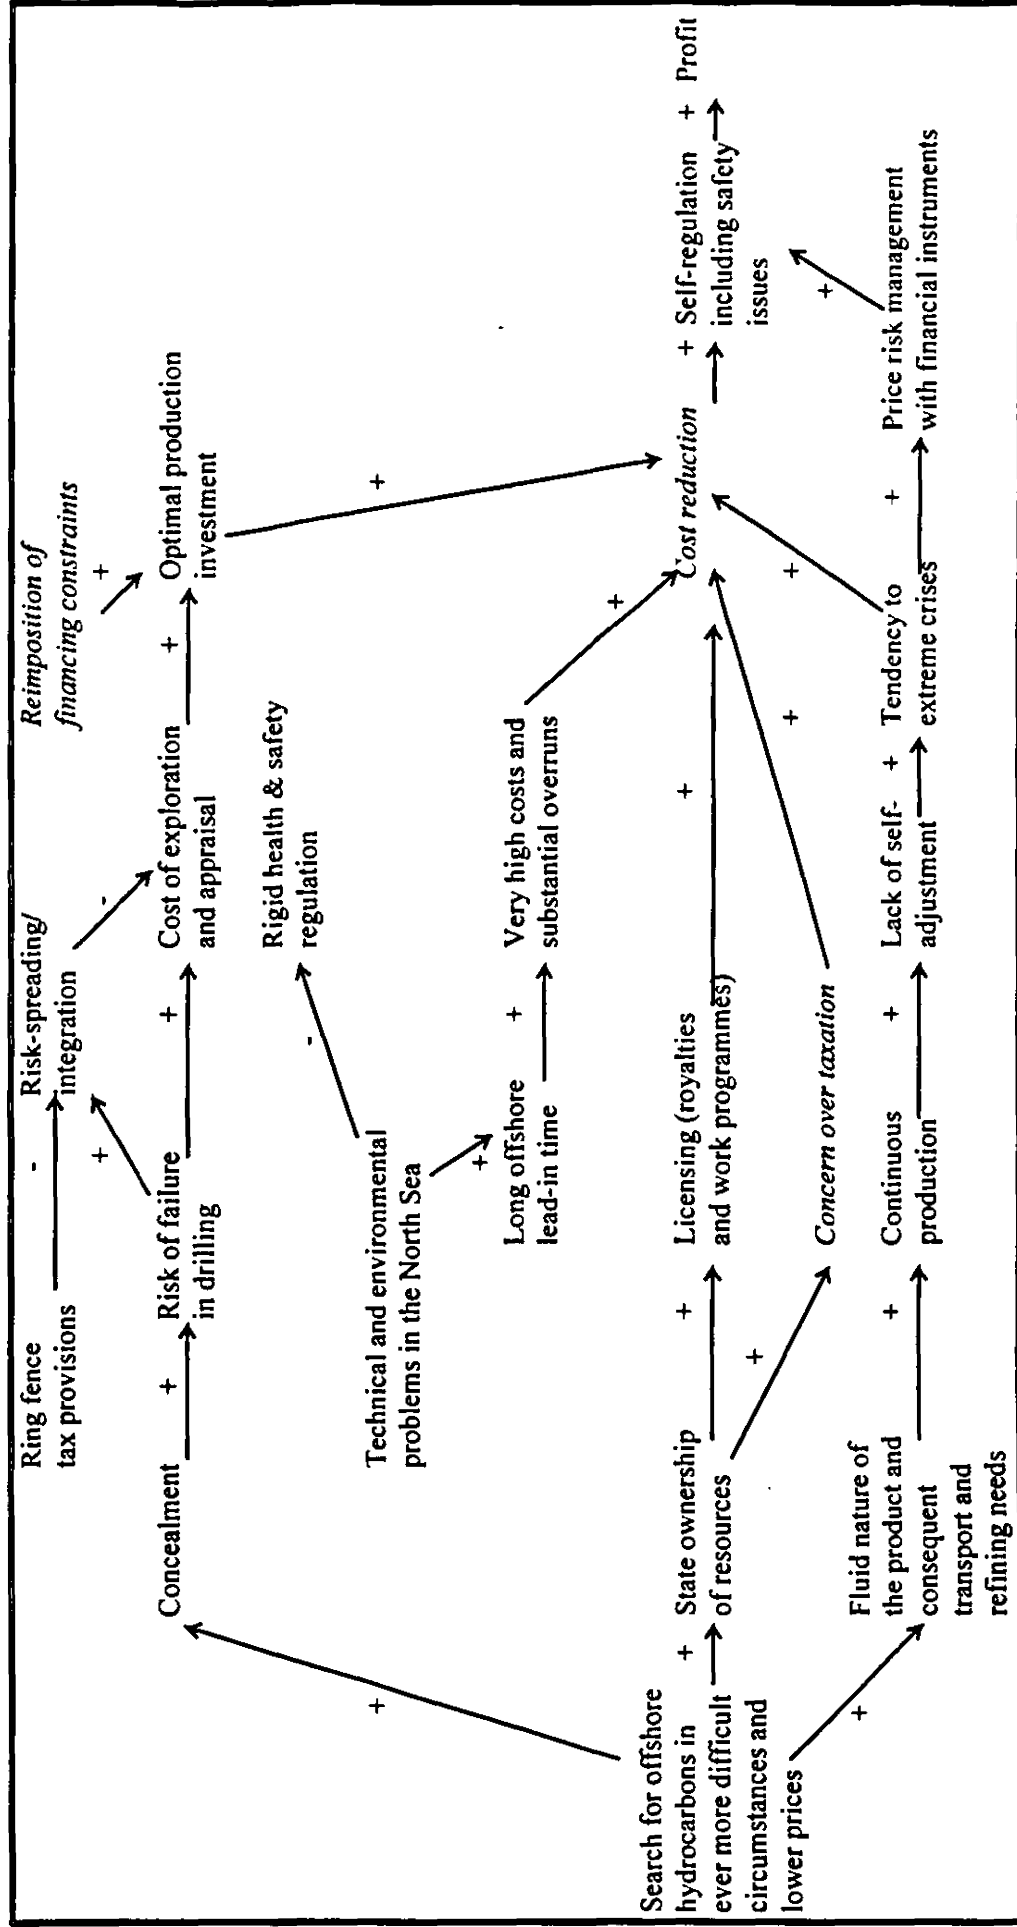 Ring fence
tax provisions
-
Risk-spreading/
integration
Reimposition of
financing constraints
+
-
+
Concealment
+
Risk of failure
in drilling
+
Cost of exploration
and appraisal
+
Optimal production
investment
Rigid health & safety
regulation
-
Technical and environmental
problems in the North Sea
+
+
+
Long offshore
lead-in time
+
Very high costs and
substantial overruns
+
Search for offshore
hydrocarbons in
ever more difficult
circumstances and
lower prices
+
State ownership
of resources
+
Licensing (royalties
and work programmes)
+
Cost reduction
+
Self-regulation
including safety
issues
+
Profit
+
Concern over taxation
+
+
+
+
Fluid nature of
the product and
consequent
transport and
refining needs
+
Continuous
production
+
Lack of self-
adjustment
+
Tendency to
extreme crises
+
Price risk management
with financial instruments